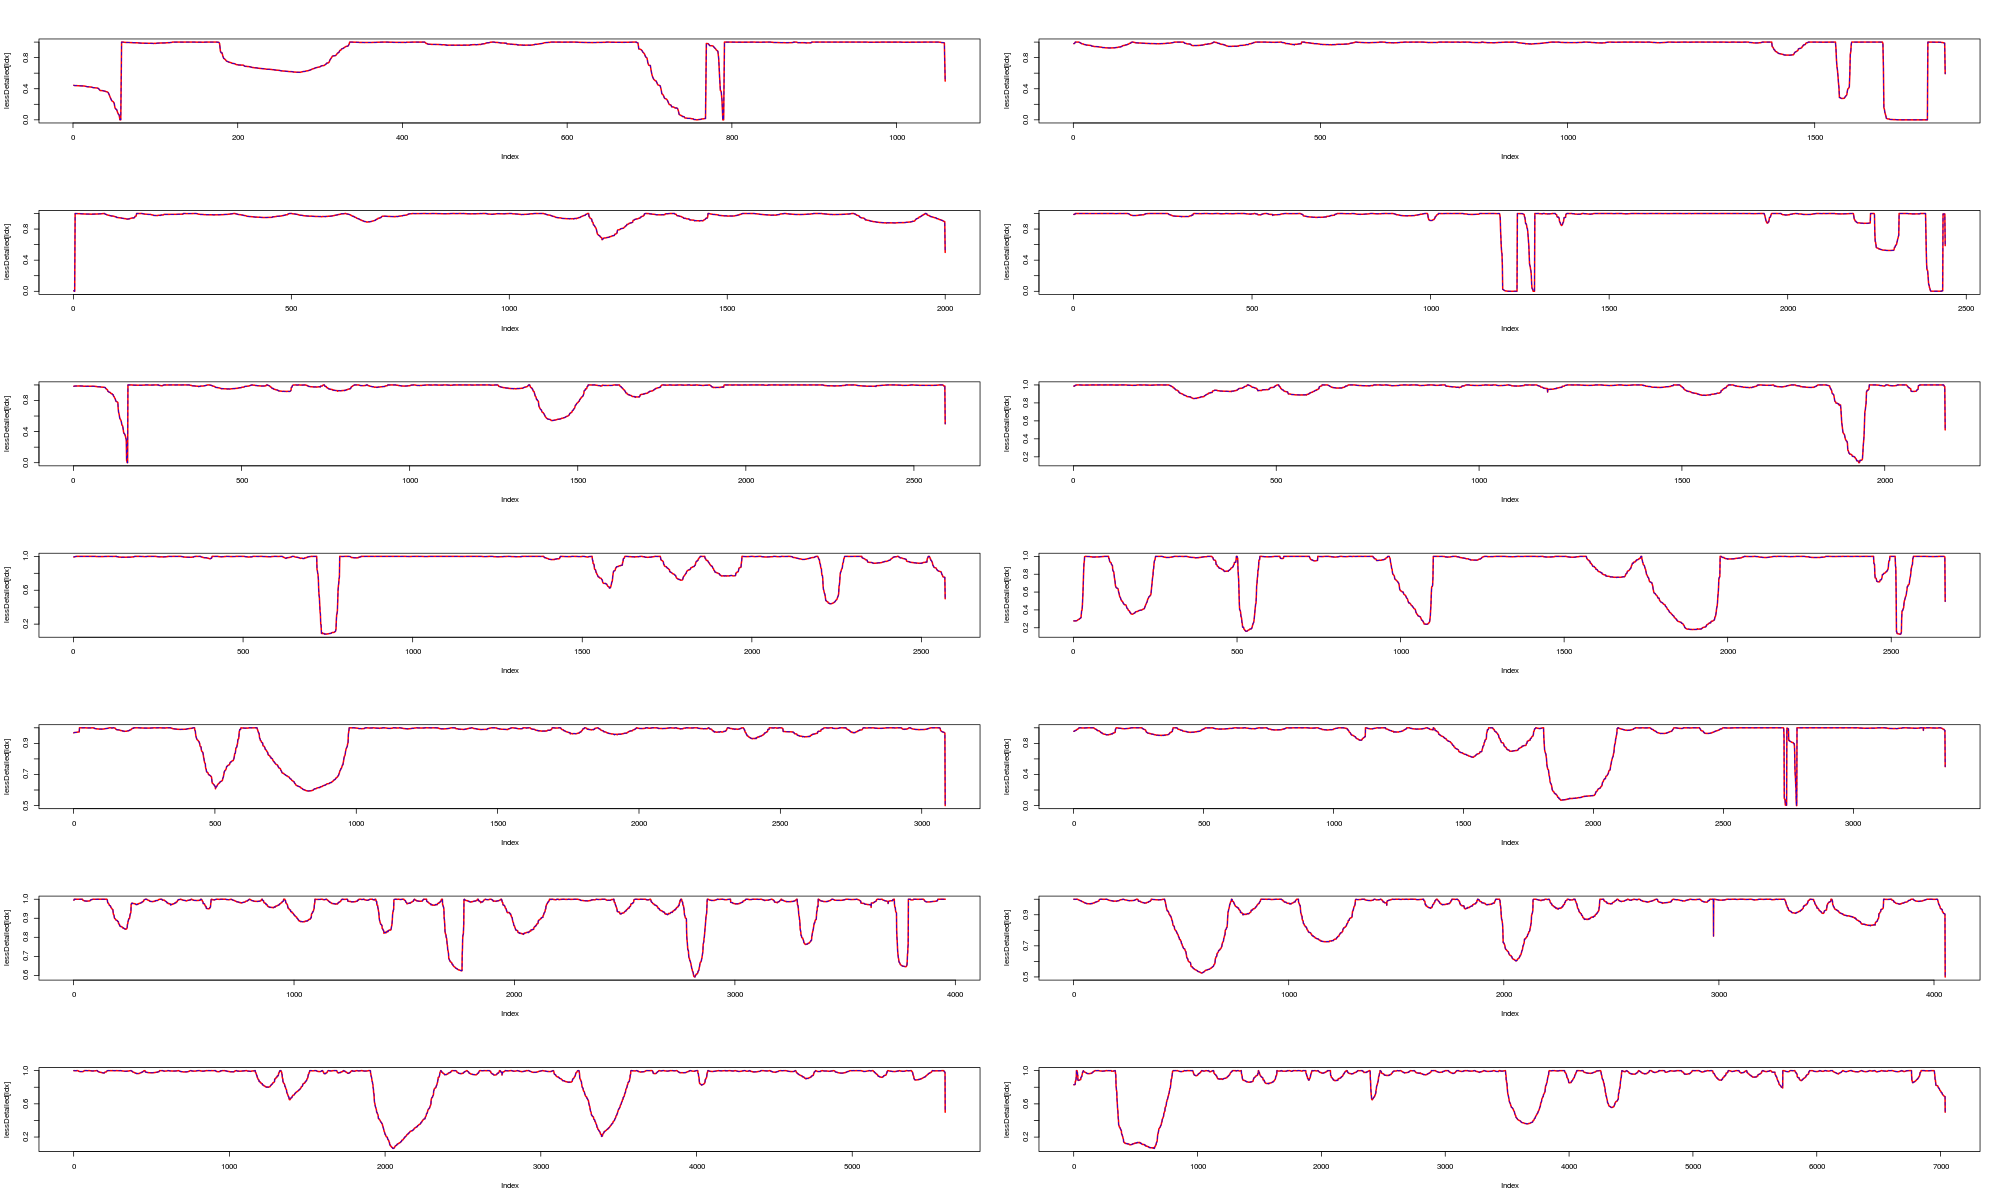 lessDetailed[idx]
0.0 0.4 0.8
0 200 400 600 800 1000
Index
lessDetailed[idx]
0.0 0.4 0.8
0 500 1000 1500
Index
lessDetailed[idx]
0.0 0.4 0.8
0 500 1000 1500 2000
Index
lessDetailed[idx]
0.0 0.4 0.8
0 500 1000 1500 2000 2500
Index
lessDetailed[idx]
0.0 0.4 0.8
0 500 1000 1500 2000 2500
Index
lessDetailed[idx]
0.2 0.4 0.6 0.8 1.0
0 500 1000 1500 2000
Index
lessDetailed[idx]
0.2 0.6 1.0
0 500 1000 1500 2000 2500
Index
lessDetailed[idx]
0.2 0.4 0.6 0.8 1.0
0 500 1000 1500 2000 2500
Index
lessDetailed[idx]
0.5 0.7 0.9
0 500 1000 1500 2000 2500 3000
Index
lessDetailed[idx]
0.0 0.4 0.8
0 500 1000 1500 2000 2500 3000
Index
lessDetailed[idx]
0.6 0.7 0.8 0.9 1.0
0 1000 2000 3000 4000
Index
lessDetailed[idx]
0.5 0.7 0.9
0 1000 2000 3000 4000
Index
lessDetailed[idx]
0.2 0.6 1.0
0 1000 2000 3000 4000 5000
Index
lessDetailed[idx]
0.2 0.6 1.0
0 1000 2000 3000 4000 5000 6000 7000
Index